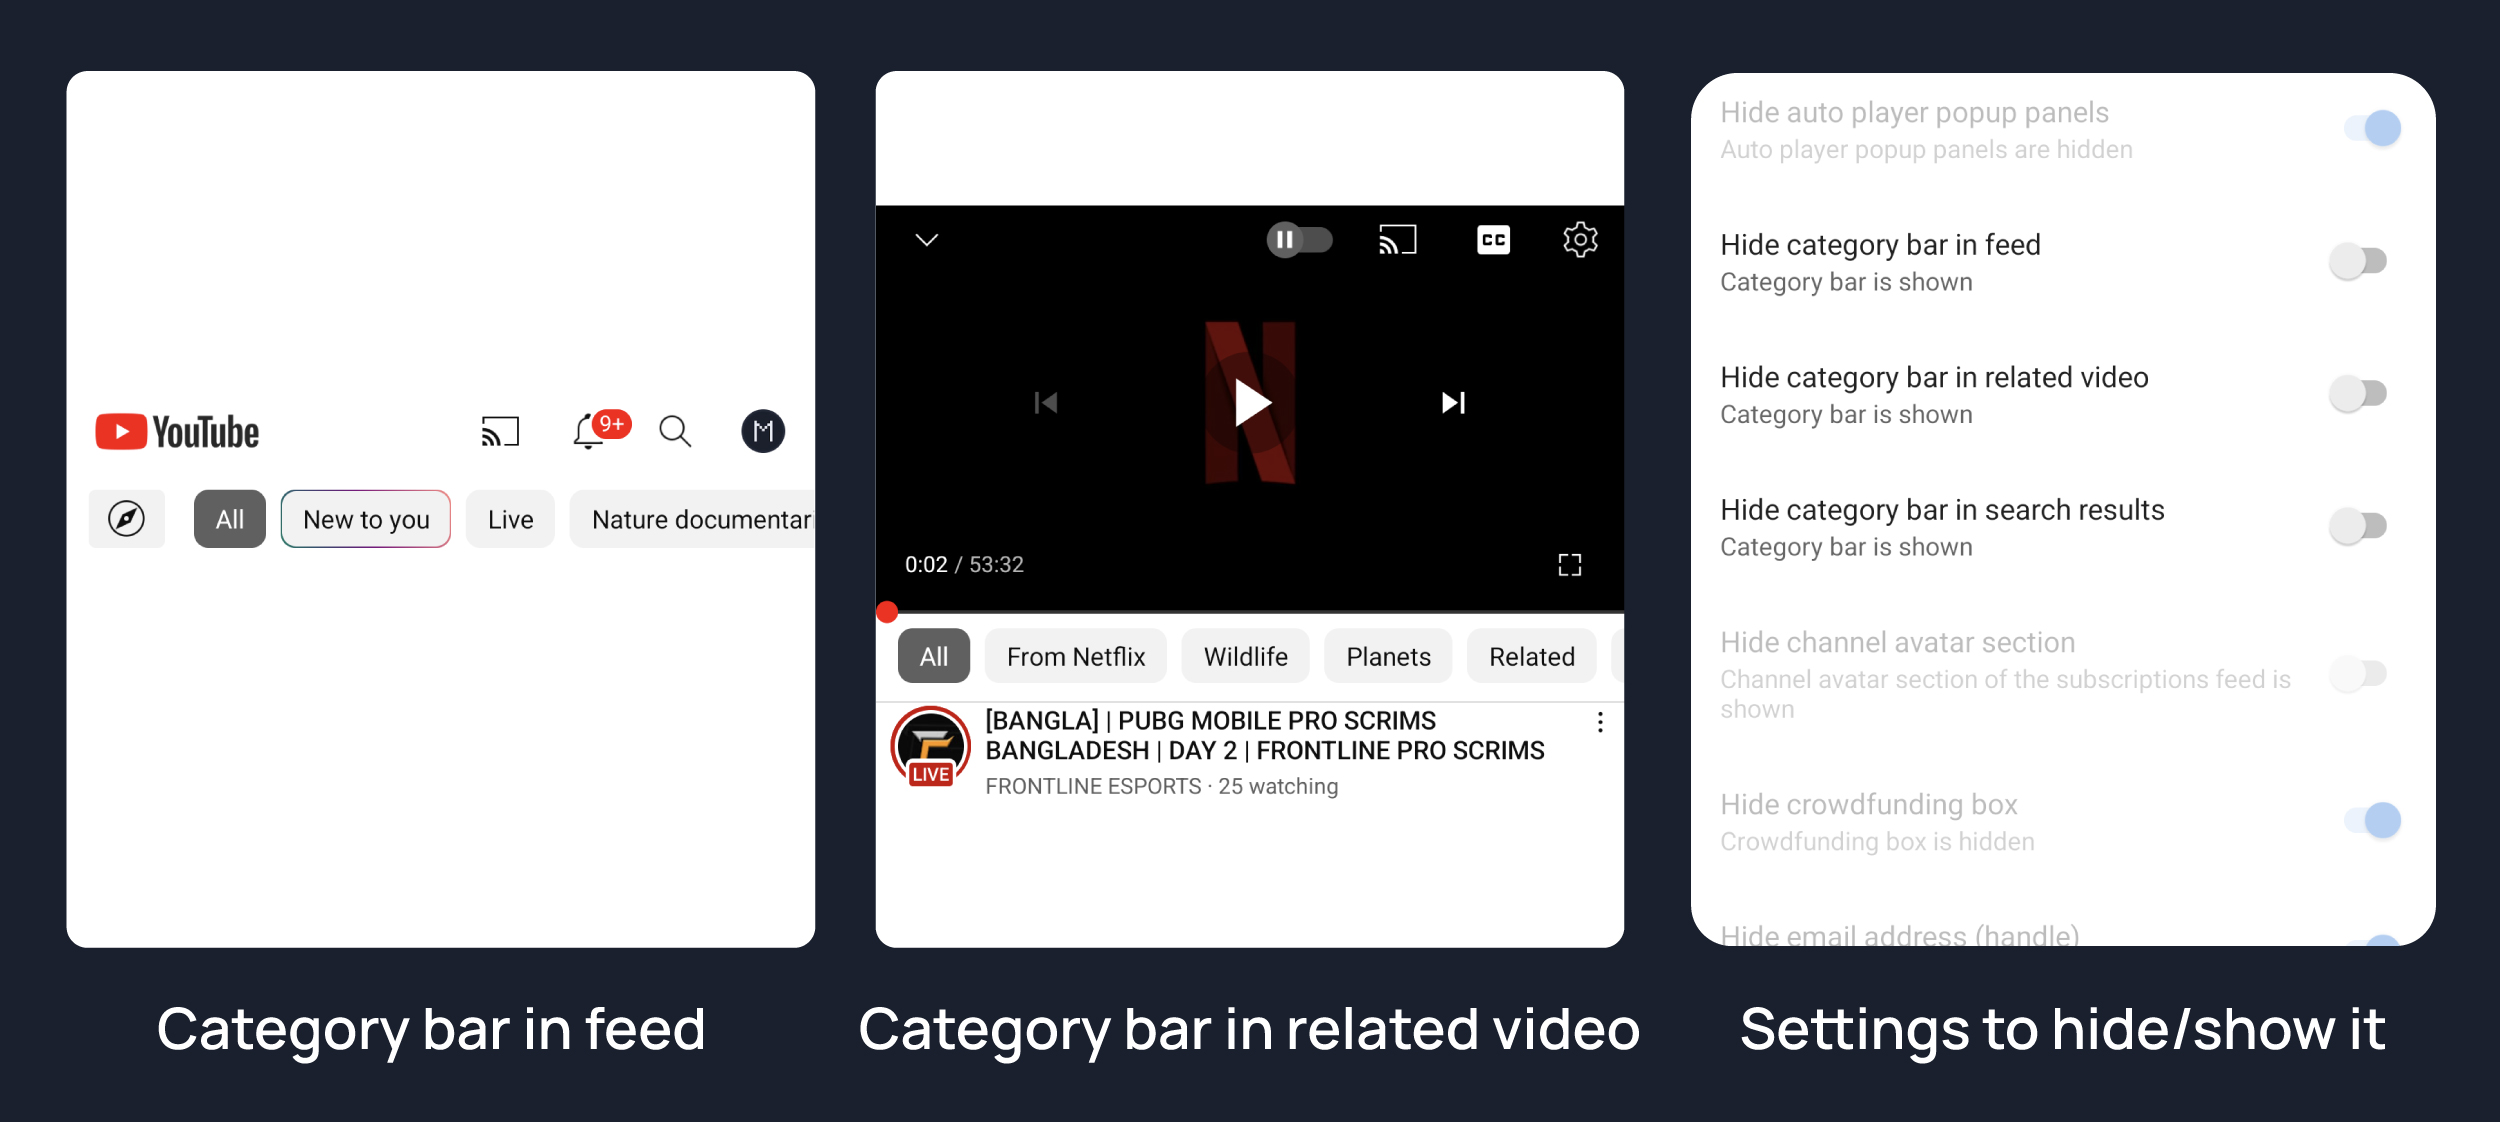 YouTube
9+
M
All
New to you
Live
Nature documentari
CC
N
0:02 / 53:32
All
From Netflix
Wildlife
Planets
Related
[BANGLA] | PUBG MOBILE PRO SCRIMS
BANGLADESH | DAY 2 | FRONTLINE PRO SCRIMS
LIVE
FRONTLINE ESPORTS · 25 watching
Hide auto player popup panels
Auto player popup panels are hidden
Hide category bar in feed
Category bar is shown
Hide category bar in related video
Category bar is shown
Hide category bar in search results
Category bar is shown
Hide channel avatar section
Channel avatar section of the subscriptions feed is
shown
Hide crowdfunding box
Crowdfunding box is hidden
Hide email address (handle)
Category bar in feed
Category bar in related video
Settings to hide/show it